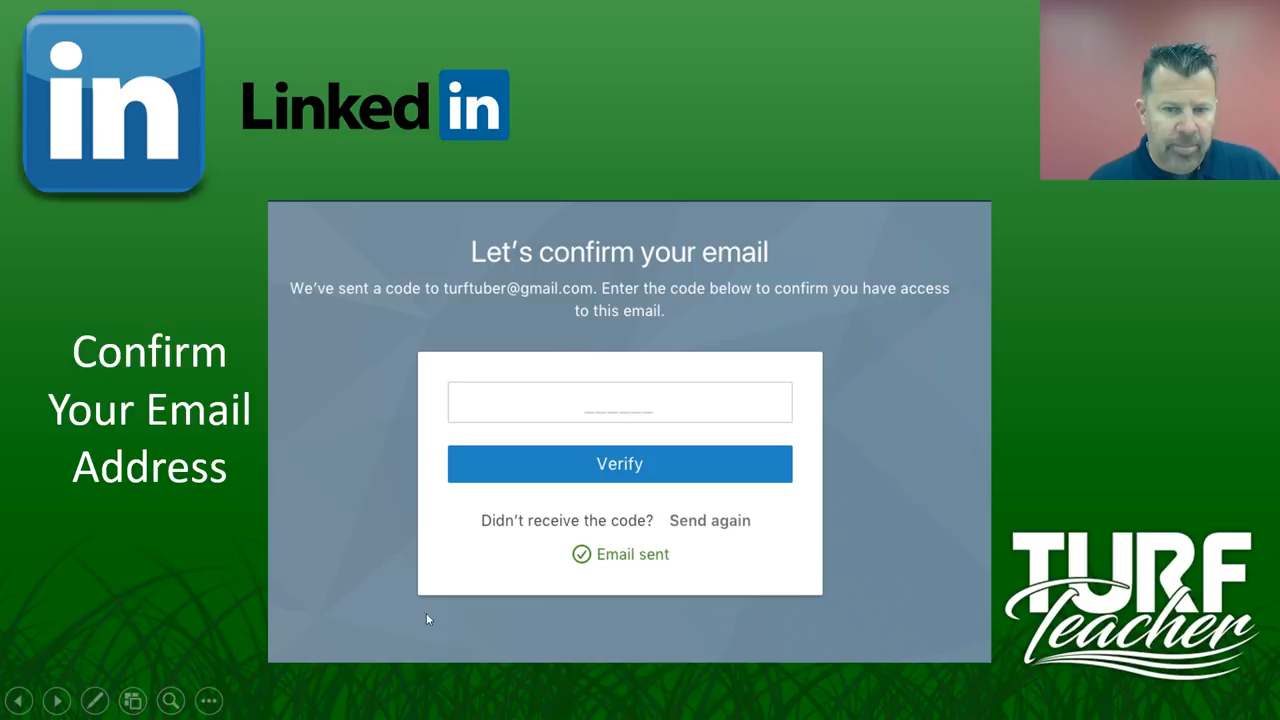 in
Linked in
Let's confirm your email
We've sent a code to turftuber@gmail.com. Enter the code below to confirm you have access
to this email.
Confirm
Your Email
Address
______
Verify
Didn't receive the code? Send again
Email sent
TURF
Teacher